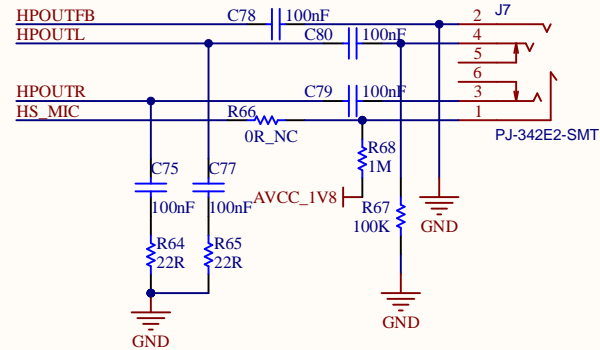 HPOUTFB C78 100nF 2 J7
HPOUTL C80 100nF 4
5
6
HPOUTR C79 100nF 3
HS_MIC R66 1
0R_NC PJ-342E2-SMT
R68
1M
C75 C77
AVCC_1V8
100nF 100nF R67
100K
GND
R64 R65
22R 22R
GND
GND